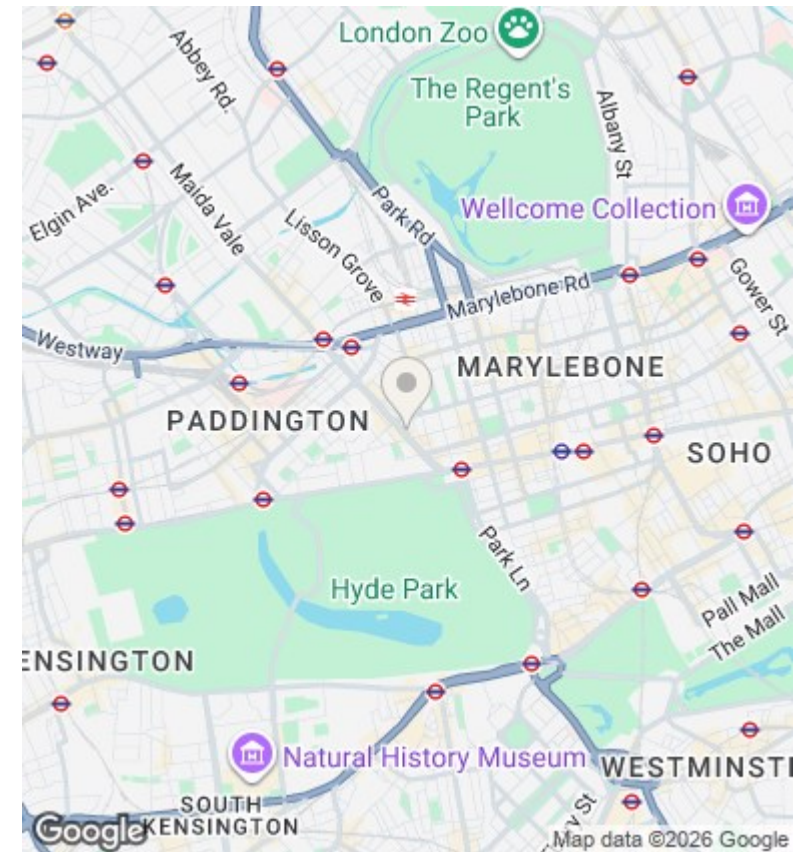 London Zoo
Abbey Rd.
The Regent's
Park
Albany St
Maida Vale
Elgin Ave.
Park Rd
Wellcome Collection
Lisson Grove
Gower St
Marylebone Rd
Westway
MARYLEBONE
PADDINGTON
SOHO
Park Ln
Hyde Park
Pall Mall
The Mall
ENSINGTON
Natural History Museum
WESTMINST
SOUTH
KENSINGTON
Google
Map data ©2026 Google